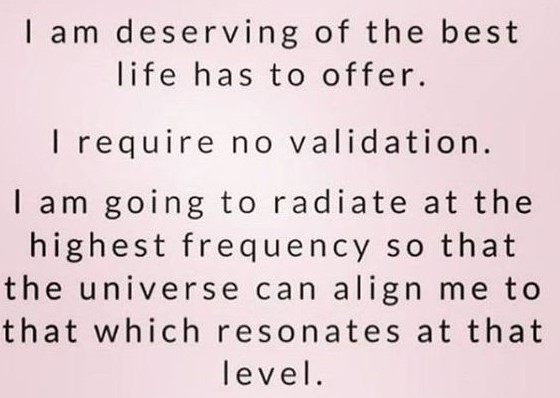 I am deserving of the best
life has to offer.
I require no validation.
I am going to radiate at the
highest frequency so that
the universe can align me to
that which resonates at that
level.